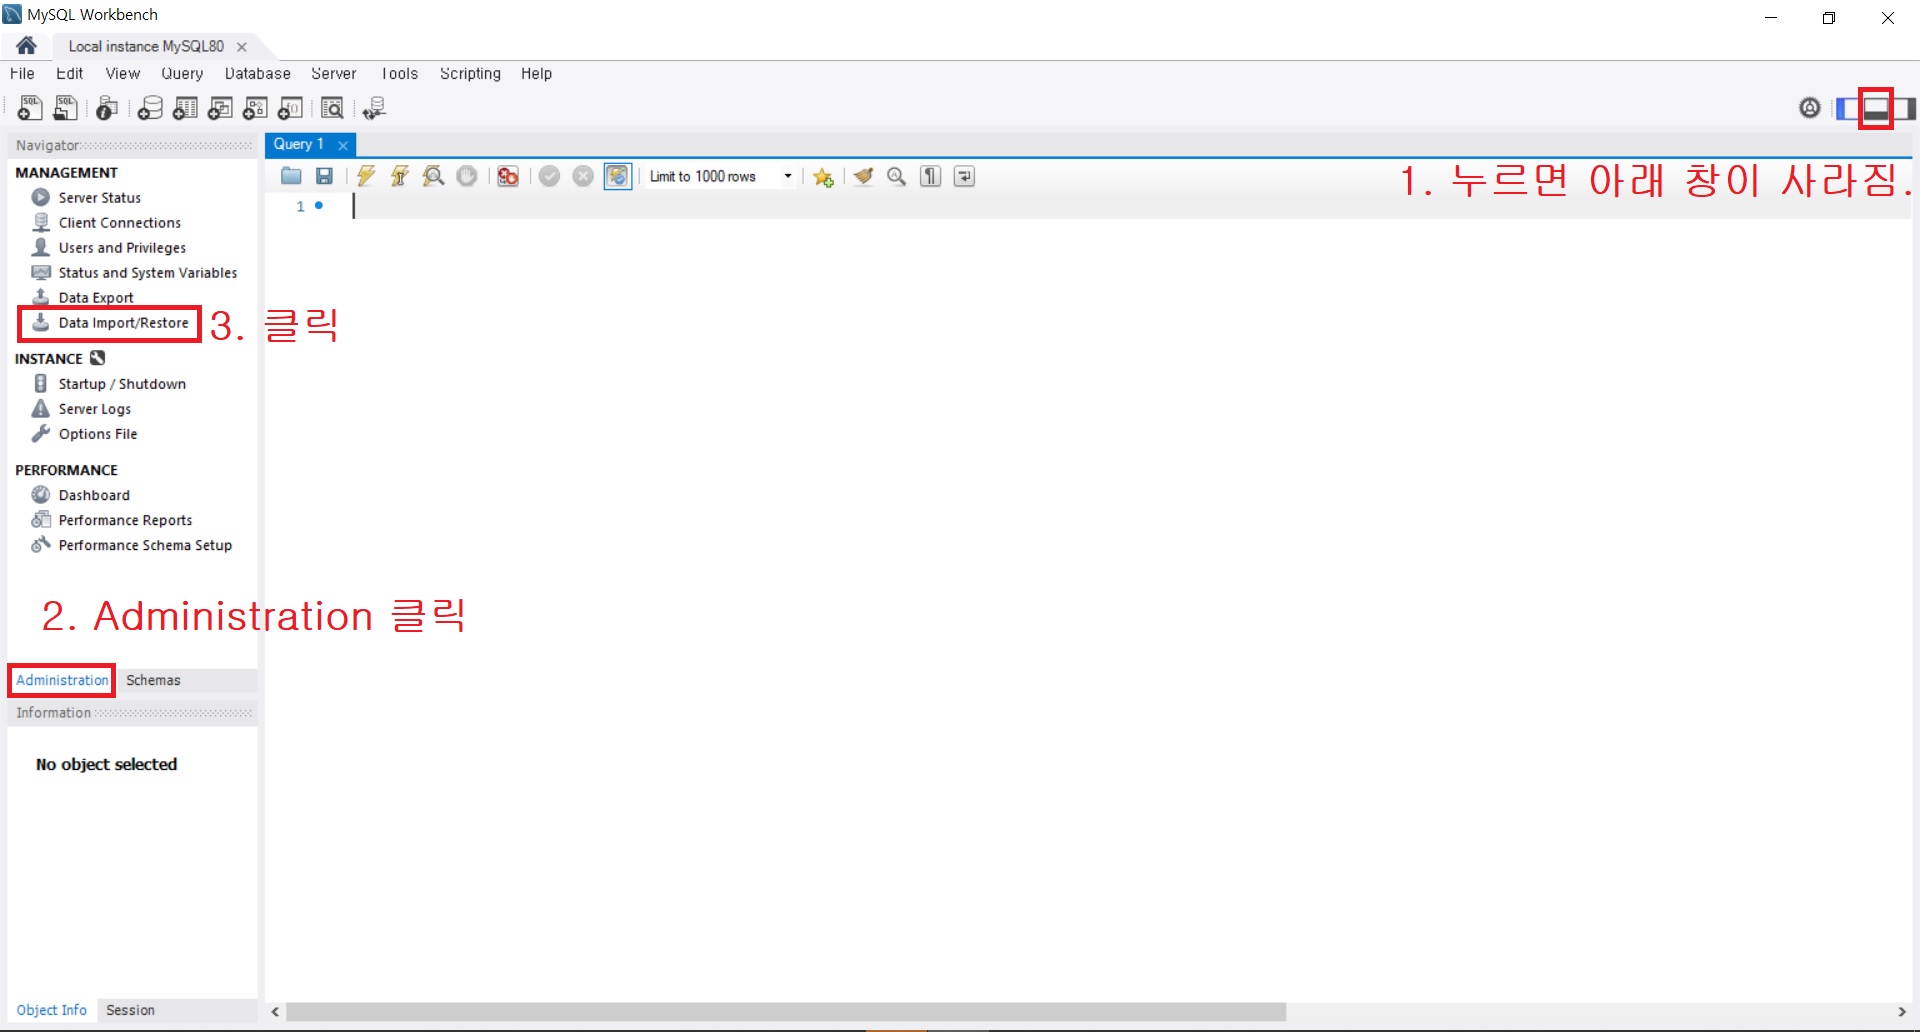 MySQL Workbench
Local instance MySQL80
File Edit View Query Database Server Tools Scripting Help
SQL SQL
Navigator
Query 1
MANAGEMENT
Server Status
Client Connections
Users and Privileges
Status and System Variables
Data Export
Data Import/Restore
3. 클릭
INSTANCE
Startup / Shutdown
Server Logs
Options File
PERFORMANCE
Dashboard
Performance Reports
Performance Schema Setup
2. Administration 클릭
Administration Schemas
Information
No object selected
Object Info Session
Limit to 1000 rows
1. 누르면 아래 창이 사라짐.
1